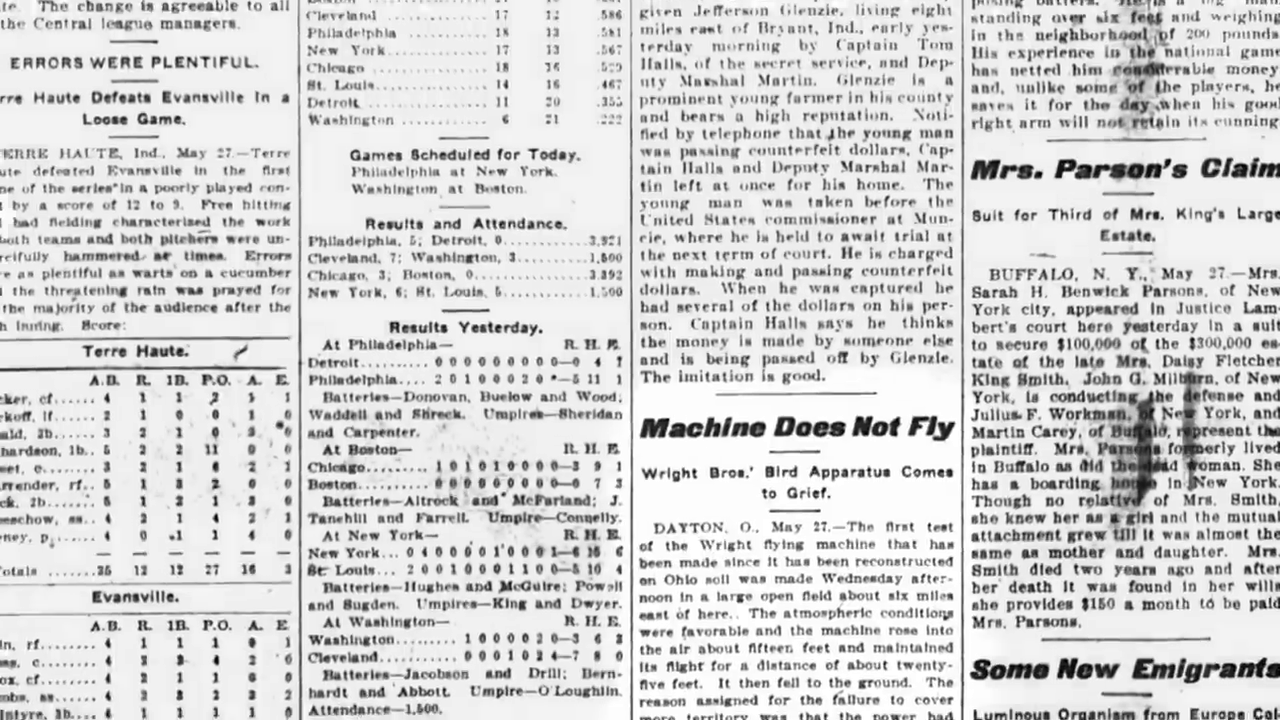 te. The change is agreeable to all
the Central league managers.
ERRORS WERE PLENTIFUL.
rre Haute Defeats Evansville In a
Loose Game.
TERRE HAUTE, Ind., May 27.—Terre
ute defeated Evansville in the first
ne of the series in a poorly played con-
by a score of 12 to 9. Free hitting
bad fielding characterized the work
both teams and both pitchers were un-
rcifully hammered at times. Errors
re as plentiful as warts on a cucumber
the threatening rain was prayed for
the majority of the audience after the
h inning. Score:
Terre Haute.
A.B. R. 1B. P.O. A. E.
cker, cf...... 4 1 1 2 1 1
rkoff, lf...... 2 1 0 0 1 0
ald, 3b...... 3 2 1 0 3 0
hardson, 1b.. 5 2 2 11 0 0
set, c........ 3 2 1 6 2 1
arrender, rf.. 5 1 3 2 0 0
ck, 2b....... 5 1 2 1 3 0
eeschow, ss.. 4 2 1 4 2 1
ney, p...... 4 0 1 1 4 0
otals ....... 35 12 12 27 16 3
Evansville.
A.B. R. 1B. P.O. A. E.
in, rf....... 4 1 1 1 0 1
c........ 4 2 3 4 2 0
ox, cf....... 4 1 1 1 0 0
mbs, ss...... 4 2 2 2 3 2
Intyre, 3b... 4 1 1 1 1 0
Cleveland ............ 17 12 .586
Philadelphia ......... 18 13 .581
New York............ 17 13 .567
Chicago .............. 18 16 .529
St. Louis............. 14 16 .467
Detroit............... 11 20 .355
Washington .......... 6 21 .222
Games Scheduled for Today.
Philadelphia at New York.
Washington at Boston.
Results and Attendance.
Philadelphia, 5; Detroit, 0...........3,921
Cleveland, 7; Washington, 3..........1,500
Chicago, 3; Boston, 0...............3,392
New York, 6; St. Louis, 5............1,500
Results Yesterday.
At Philadelphia— R. H. E.
Detroit...... 0 0 0 0 0 0 0 0 0—0 4 1
Philadelphia.... 2 0 1 0 0 0 2 0 *—5 11 1
Batteries—Donovan, Buelow and Wood;
Waddell and Shreck. Umpires—Sheridan
and Carpenter.
At Boston— R. H. E.
Chicago........ 1 0 1 0 1 0 0 0 0—3 9 1
Boston......... 0 0 0 0 0 0 0 0 0—0 7 3
Batteries—Altrock and McFarland; J.
Tanehill and Farrell. Umpire—Connelly.
At New York— R. H. E.
New York... 0 4 0 0 0 0 1 0 0 0 1—6 16 6
St. Louis... 2 0 0 1 0 0 0 1 1 0 0—5 10 4
Batteries—Hughes and McGuire; Powell
and Sugden. Umpires—King and Dwyer.
At Washington— R. H. E.
Washington......... 1 0 0 0 0 2 0—3 6 3
Cleveland........... 0 0 0 1 0 2 4—7 8 0
Batteries—Jacobson and Drill; Bern-
hardt and Abbott. Umpire—O'Loughlin.
Attendance—1,500.
given Jefferson Glenzie, living eight
miles east of Bryant, Ind., early yes-
terday morning by Captain Tom
Halls, of the secret service, and Dep-
uty Marshal Martin. Glenzie is a
prominent young farmer in his county
and bears a high reputation. Noti-
fied by telephone that the young man
was passing counterfeit dollars, Cap-
tain Halls and Deputy Marshal Mar-
tin left at once for his home. The
young man was taken before the
United States commissioner at Mun-
cie, where he is held to await trial at
the next term of court. He is charged
with making and passing counterfeit
dollars. When he was captured he
had several of the dollars on his per-
son. Captain Halls says he thinks
the money is made by someone else
and is being passed off by Glenzie.
The imitation is good.
Machine Does Not Fly
Wright Bros.' Bird Apparatus Comes
to Grief.
DAYTON, O., May 27.—The first test
of the Wright flying machine that has
been made since it has been reconstructed
on Ohio soil was made Wednesday after-
noon in a large open field about six miles
east of here. The atmospheric conditions
were favorable and the machine rose into
the air about fifteen feet and maintained
its flight for a distance of about twenty-
five feet. It then fell to the ground. The
reason assigned for the failure to cover
more territory was that the power had
posing batters. He is a big man
standing over six feet and weighing
in the neighborhood of 200 pounds
His experience in the national game
has netted him considerable money
and, unlike some of the players, he
saves it for the day when his good
right arm will not retain its cunning
Mrs. Parson's Claim
Suit for Third of Mrs. King's Large
Estate.
BUFFALO, N. Y., May 27.—Mrs.
Sarah H. Benwick Parsons, of New
York city, appeared in Justice Lam-
bert's court here yesterday in a suit
to secure $100,000 of the $300,000 es-
tate of the late Mrs. Daisy Fletcher
King Smith. John G. Milburn, of New
York, is conducting the defense and
Julius F. Workman, of New York, and
Martin Carey, of Buffalo, represent the
plaintiff. Mrs. Parsons formerly lived
in Buffalo as did the dead woman. She
has a boarding house in New York.
Though no relative of Mrs. Smith,
she knew her as a girl and the mutual
attachment grew till it was almost the
same as mother and daughter. Mrs.
Smith died two years ago and after
her death it was found in her will
she provides $150 a month to be paid
Mrs. Parsons.
Some New Emigrants
Luminous Organism from Europe Col